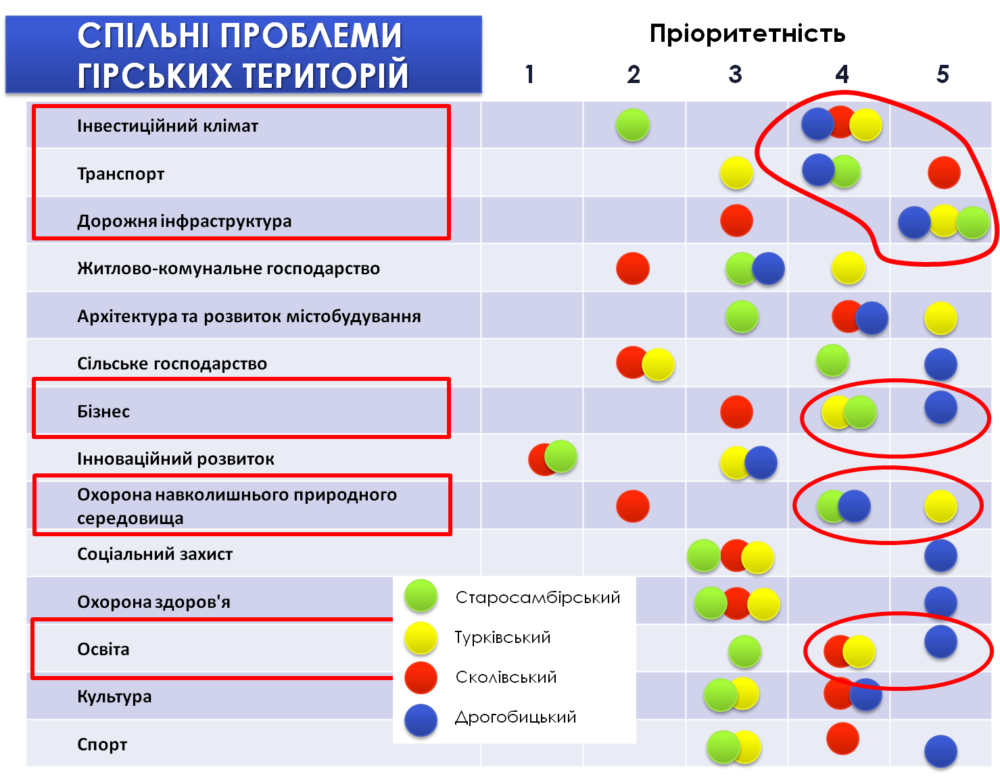 СПІЛЬНІ ПРОБЛЕМИ
ГІРСЬКИХ ТЕРИТОРІЙ
Пріоритетність
1 2 3 4 5
Інвестиційний клімат
Транспорт
Дорожня інфраструктура
Житлово-комунальне господарство
Архітектура та розвиток містобудування
Сільське господарство
Бізнес
Інноваційний розвиток
Охорона навколишнього природного
середовища
Соціальний захист
Охорона здоров'я
Освіта
Культура
Спорт
Старосамбірський
Турківський
Сколівський
Дрогобицький